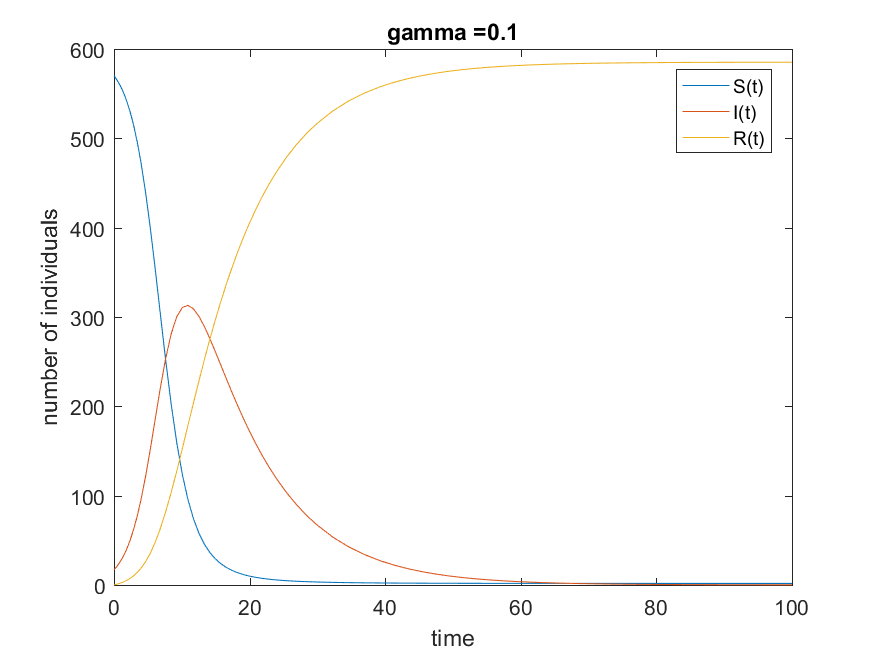 gamma =0.1
600
500
400
300
200
100
0
number of individuals
S(t)
I(t)
R(t)
0 20 40 60 80 100
time